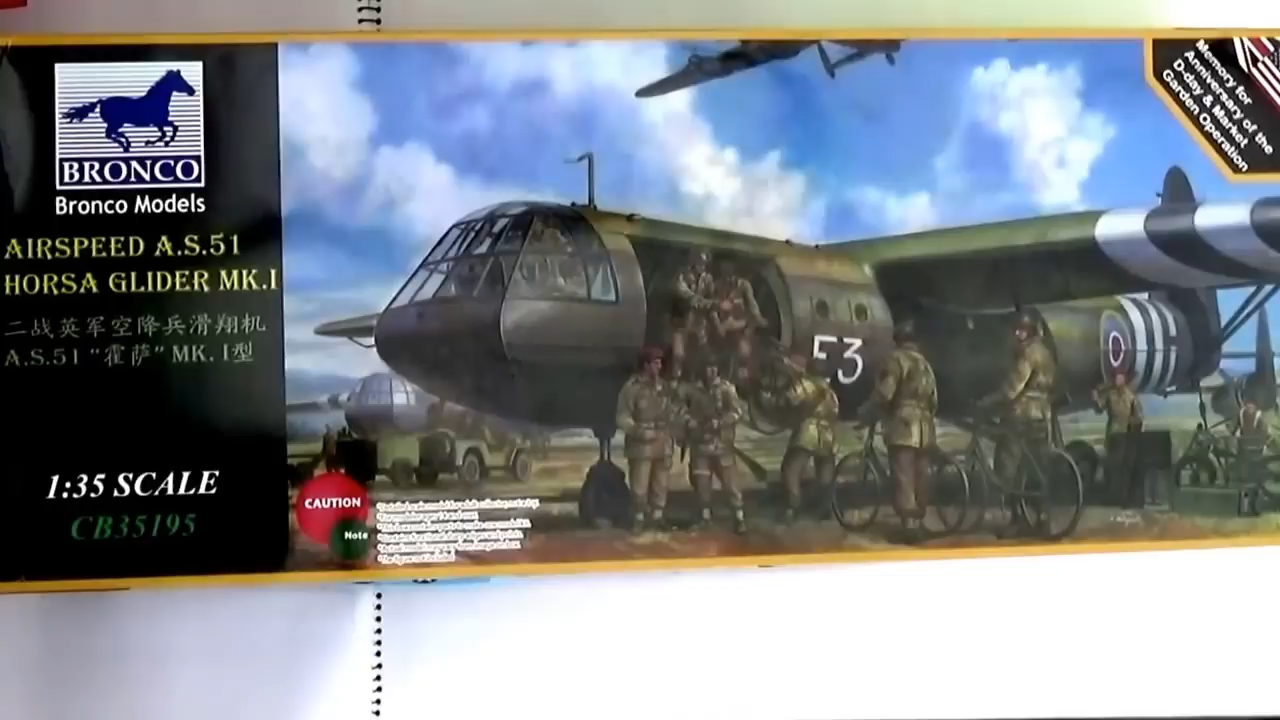 BRONCO
Bronco Models
AIRSPEED A.S.51
HORSA GLIDER MK.I
二战英军空降兵滑翔机
A.S.51 "霍萨" MK. I型
1:35 SCALE
CB35195
CAUTION
Note
E3
Memory for
Anniversary of the
D-day & Market
Garden Operation